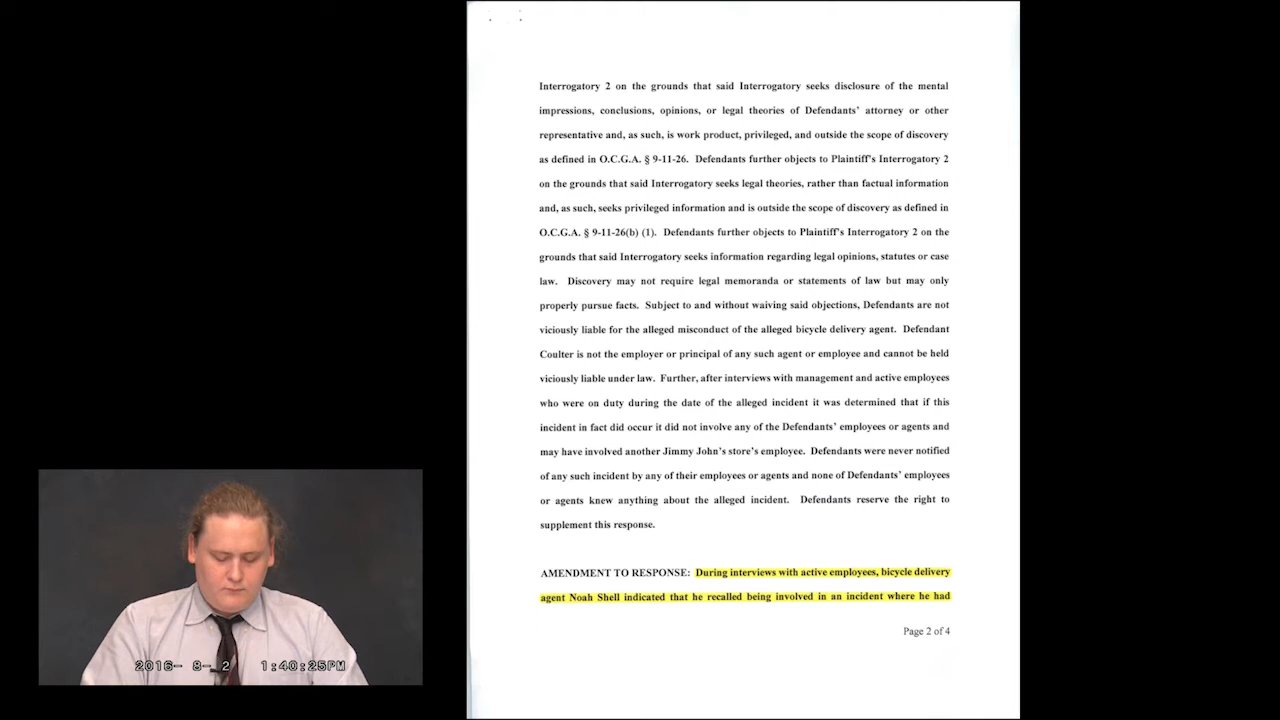 Interrogatory 2 on the grounds that said Interrogatory seeks disclosure of the mental
impressions, conclusions, opinions, or legal theories of Defendants' attorney or other
representative and, as such, is work product, privileged, and outside the scope of discovery
as defined in O.C.G.A. § 9-11-26. Defendants further objects to Plaintiff's Interrogatory 2
on the grounds that said Interrogatory seeks legal theories, rather than factual information
and, as such, seeks privileged information and is outside the scope of discovery as defined in
O.C.G.A. § 9-11-26(b) (1). Defendants further objects to Plaintiff's Interrogatory 2 on the
grounds that said Interrogatory seeks information regarding legal opinions, statutes or case
law. Discovery may not require legal memoranda or statements of law but may only
properly pursue facts. Subject to and without waiving said objections, Defendants are not
viciously liable for the alleged misconduct of the alleged bicycle delivery agent. Defendant
Coulter is not the employer or principal of any such agent or employee and cannot be held
viciously liable under law. Further, after interviews with management and active employees
who were on duty during the date of the alleged incident it was determined that if this
incident in fact did occur it did not involve any of the Defendants' employees or agents and
may have involved another Jimmy John's store's employee. Defendants were never notified
of any such incident by any of their employees or agents and none of Defendants' employees
or agents knew anything about the alleged incident. Defendants reserve the right to
supplement this response.
AMENDMENT TO RESPONSE: During interviews with active employees, bicycle delivery
agent Noah Shell indicated that he recalled being involved in an incident where he had
Page 2 of 4
2016- 8- 2 1:40:25PM